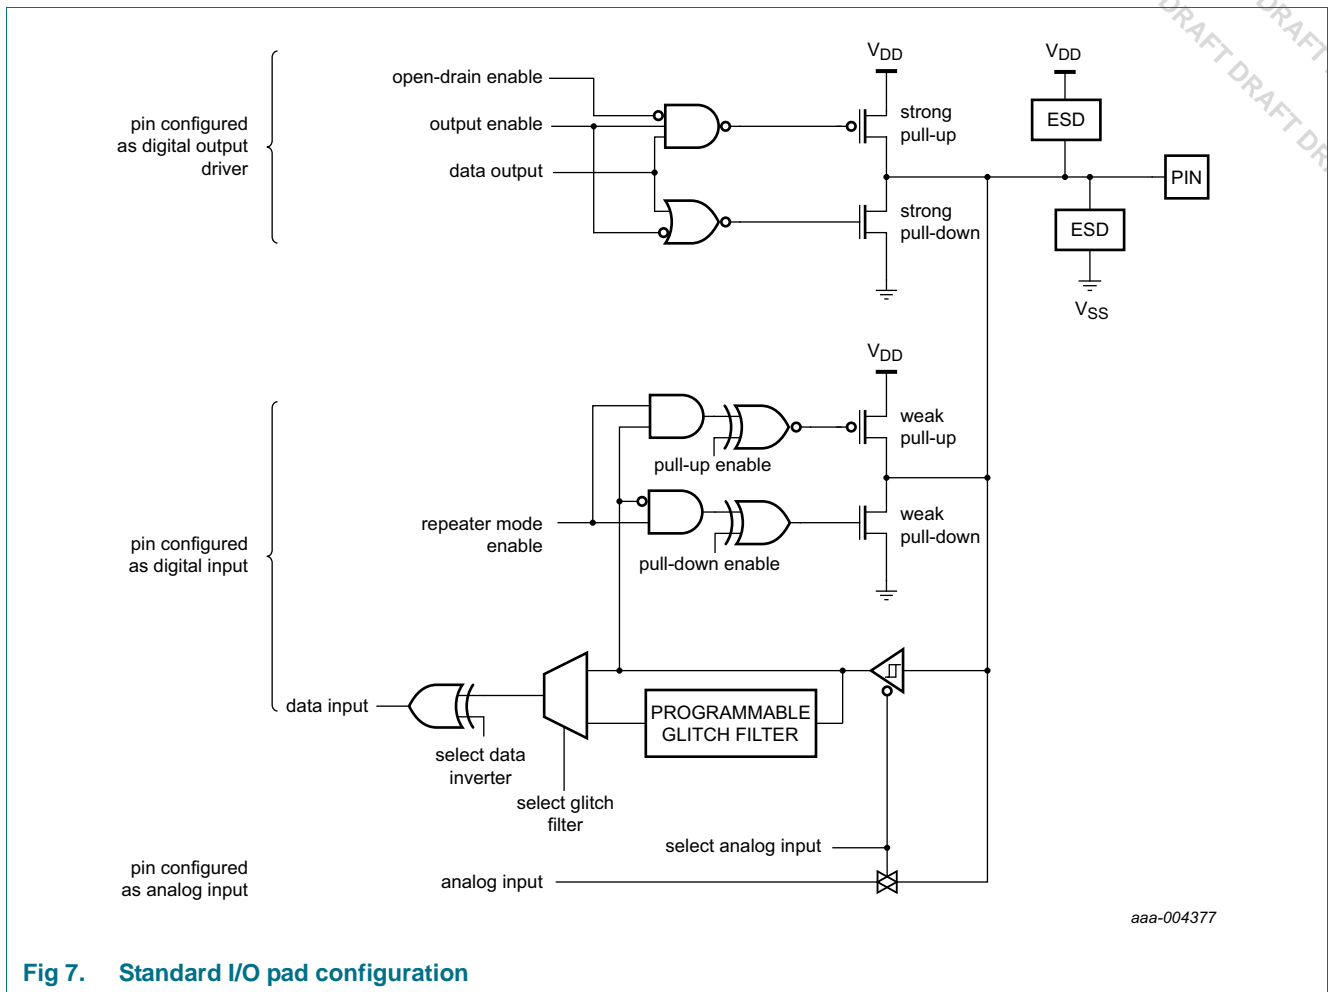 DRAFT DRAFT DR
DRAFT
VDD
VDD
open-drain enable
strong
pull-up
ESD
pin configured
as digital output
driver
output enable
data output
PIN
strong
pull-down
ESD
VSS
VDD
weak
pull-up
pull-up enable
repeater mode
enable
weak
pull-down
pull-down enable
pin configured
as digital input
data input
PROGRAMMABLE
GLITCH FILTER
select data
inverter
select glitch
filter
select analog input
pin configured
as analog input
analog input
aaa-004377
Fig 7. Standard I/O pad configuration